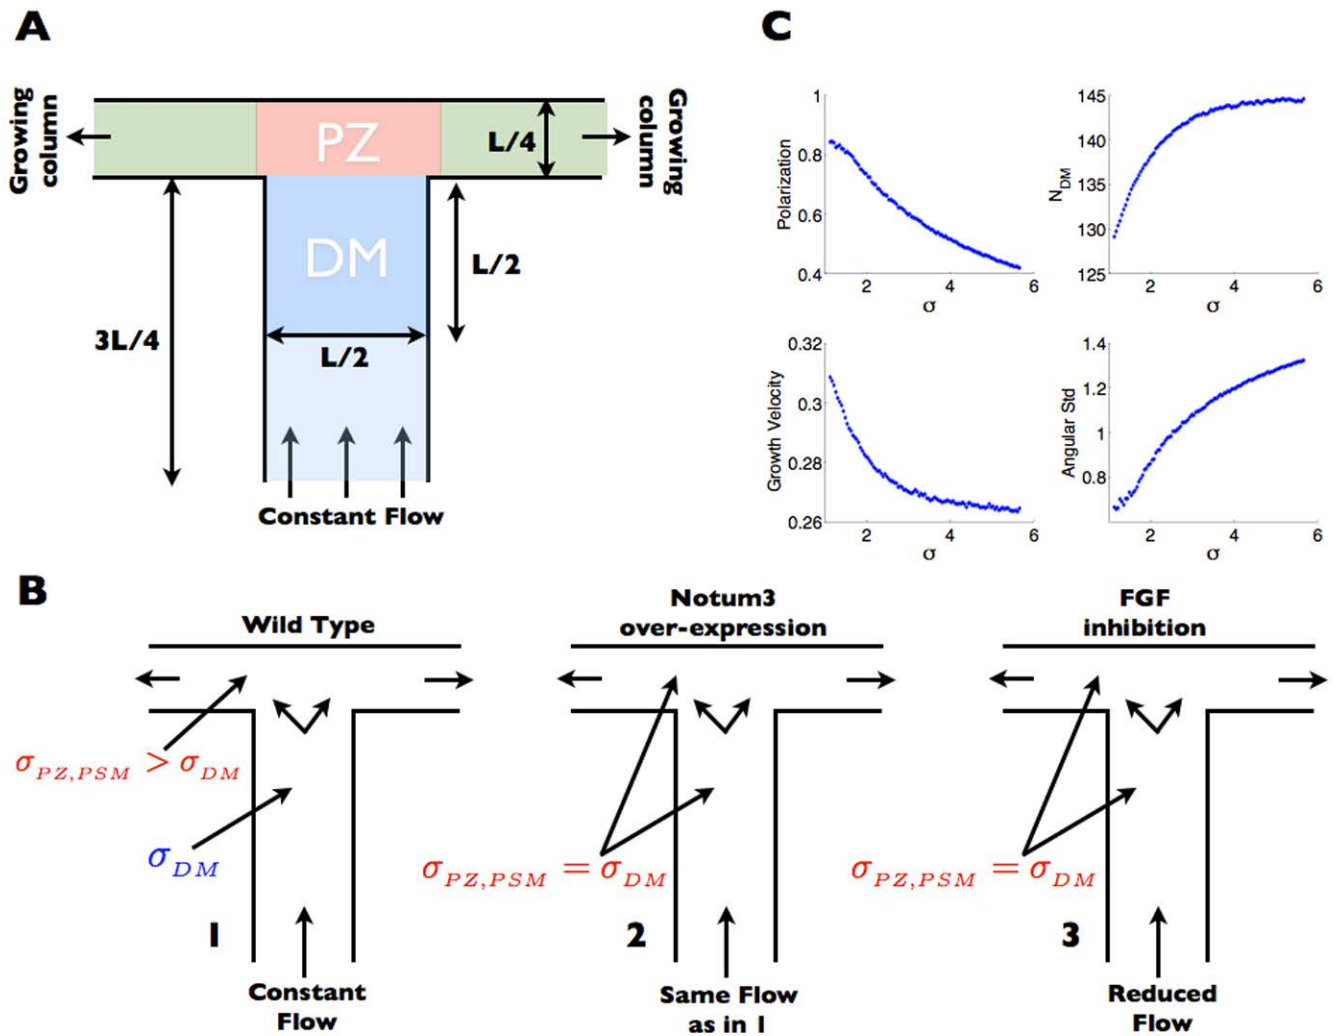 A
Growing
column
PZ
L/4
Growing
column
DM
L/2
3L/4
L/2
Constant Flow
C
1
0.8
0.6
0.4
Polarization
2
4
6
σ
145
140
135
130
125
N_DM
2
4
6
σ
0.32
0.3
0.28
0.26
Growth Velocity
2
4
6
σ
1.4
1.2
1
0.8
Angular Std
2
4
6
σ
B
Wild Type
σ_PZ,PSM > σ_DM
σ_DM
1
Constant
Flow
Notum3
over-expression
σ_PZ,PSM = σ_DM
2
Same Flow
as in 1
FGF
inhibition
σ_PZ,PSM = σ_DM
3
Reduced
Flow